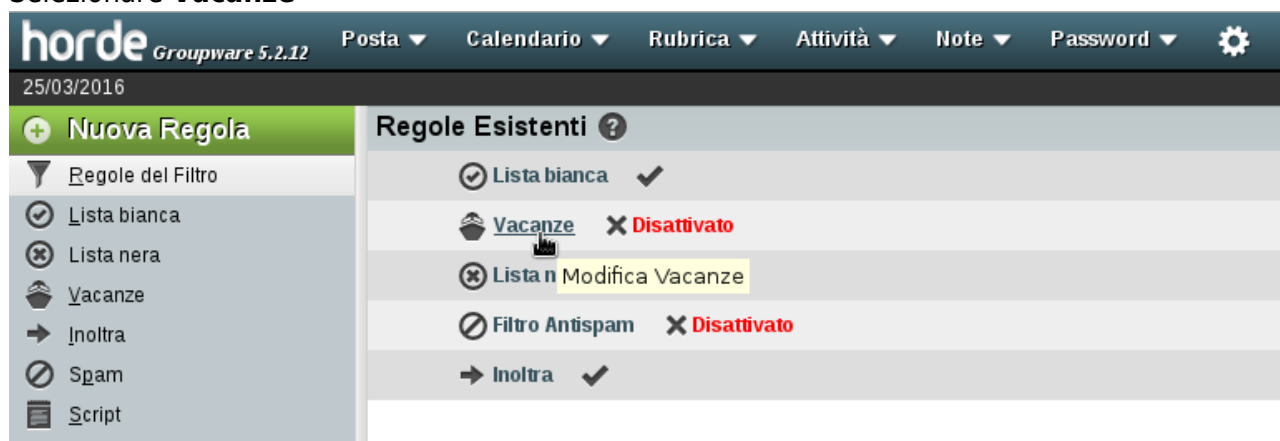 Selezionare Vacanze
horde Groupware 5.2.12 Posta Calendario Rubrica Attività Note Password
25/03/2016
Nuova Regola
Regole del Filtro
Lista bianca
Lista nera
Vacanze
Inoltra
Spam
Script
Regole Esistenti
Lista bianca
Vacanze Disattivato
Lista n
Modifica Vacanze
Filtro Antispam Disattivato
Inoltra